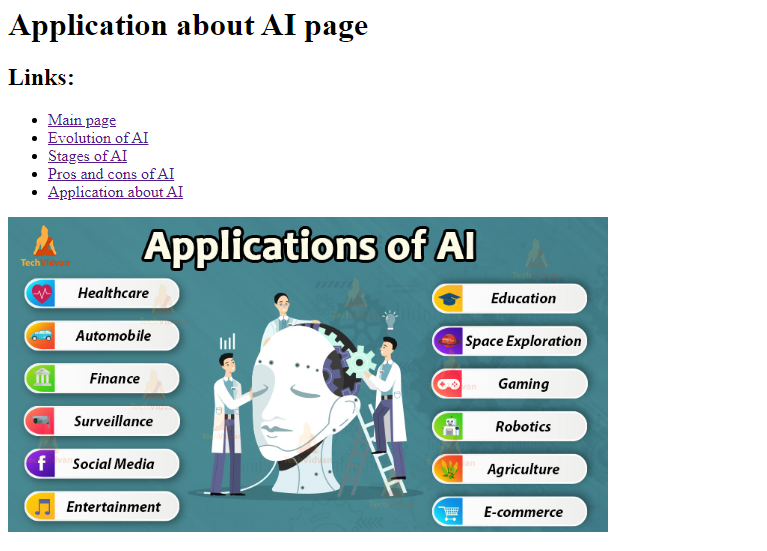 Application about AI page
Links:
Main page
Evolution of AI
Stages of AI
Pros and cons of AI
Application about AI
TechVidvan
Applications of AI
Healthcare
Automobile
Finance
Surveillance
Social Media
Entertainment
Education
Space Exploration
Gaming
Robotics
Agriculture
E-commerce